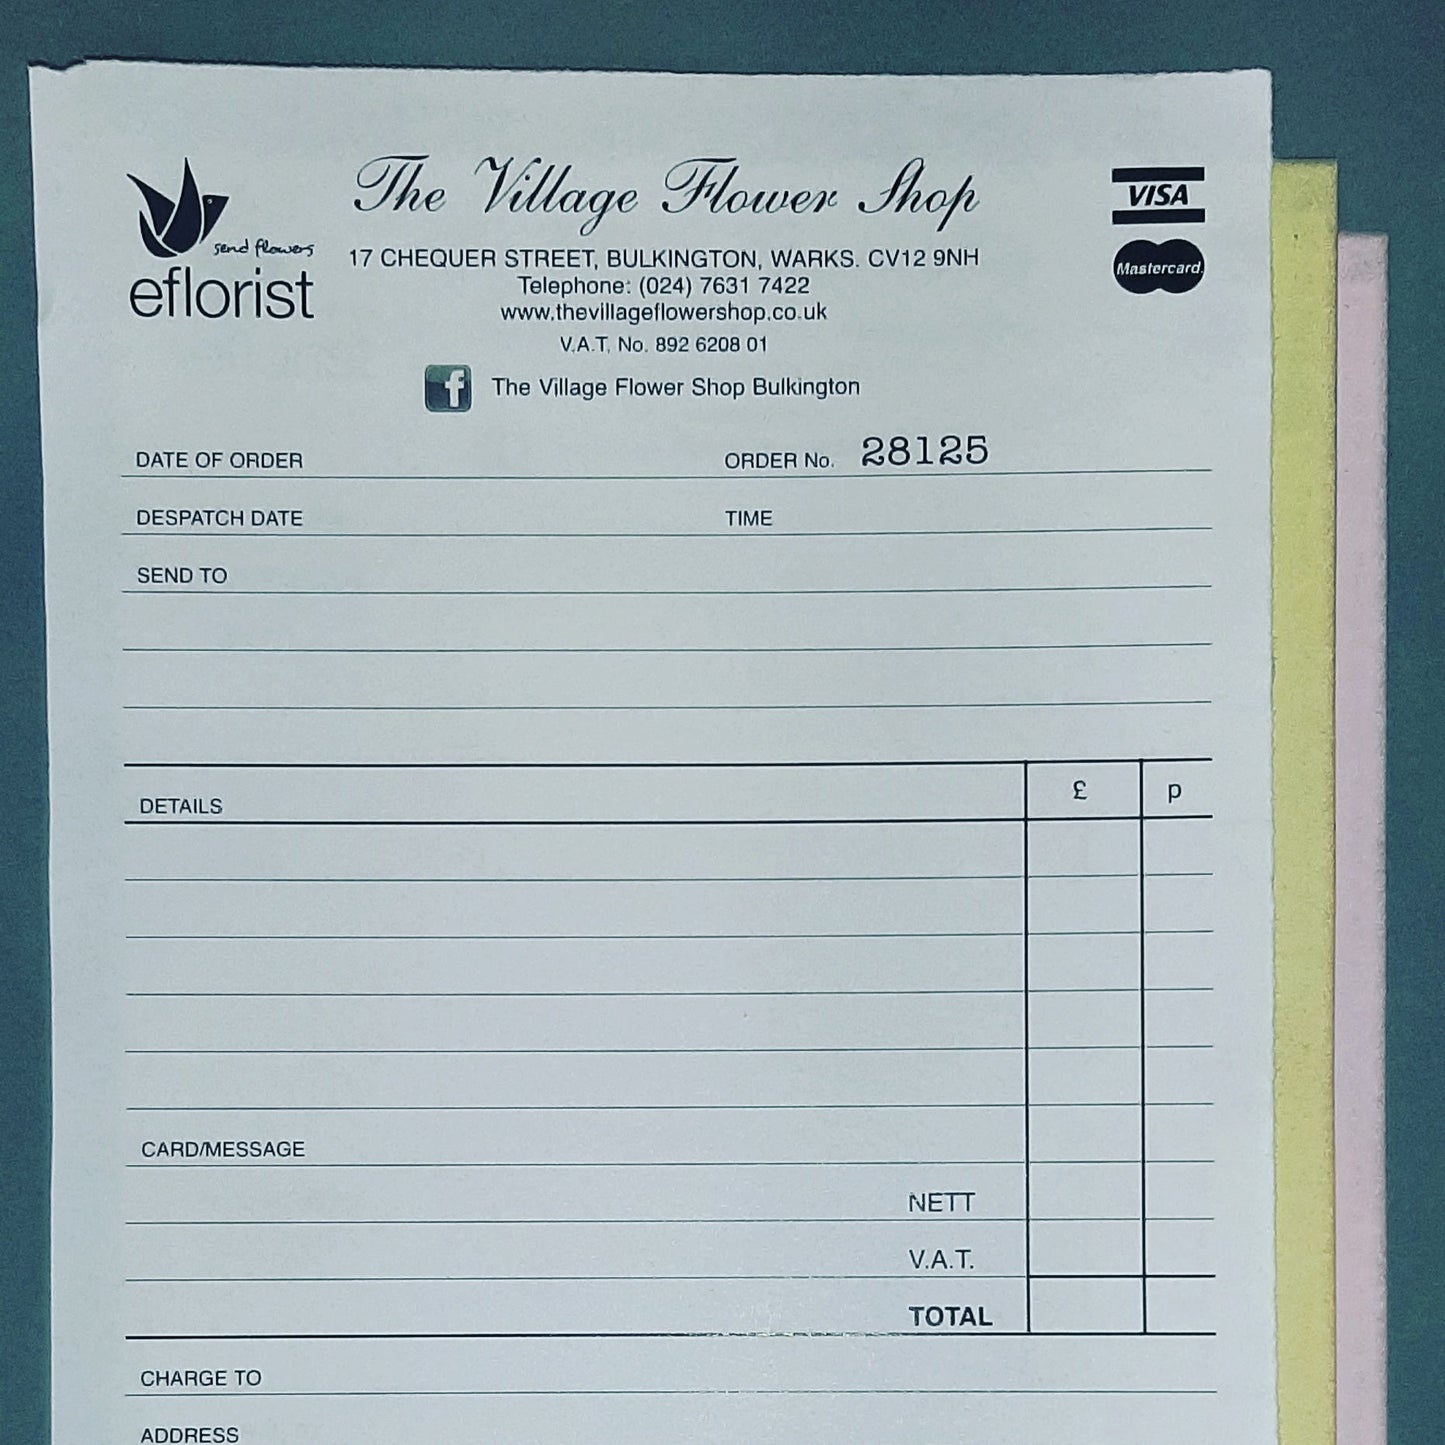 The Village Flower Shop
send flowers
eflorist
17 CHEQUER STREET, BULKINGTON, WARKS. CV12 9NH
Telephone: (024) 7631 7422
www.thevillageflowershop.co.uk
V.A.T. No. 892 6208 01
f The Village Flower Shop Bulkington
VISA
Mastercard.
DATE OF ORDER ORDER No. 28125
DESPATCH DATE TIME
SEND TO
DETAILS £ p
CARD/MESSAGE
NETT
V.A.T.
TOTAL
CHARGE TO
ADDRESS